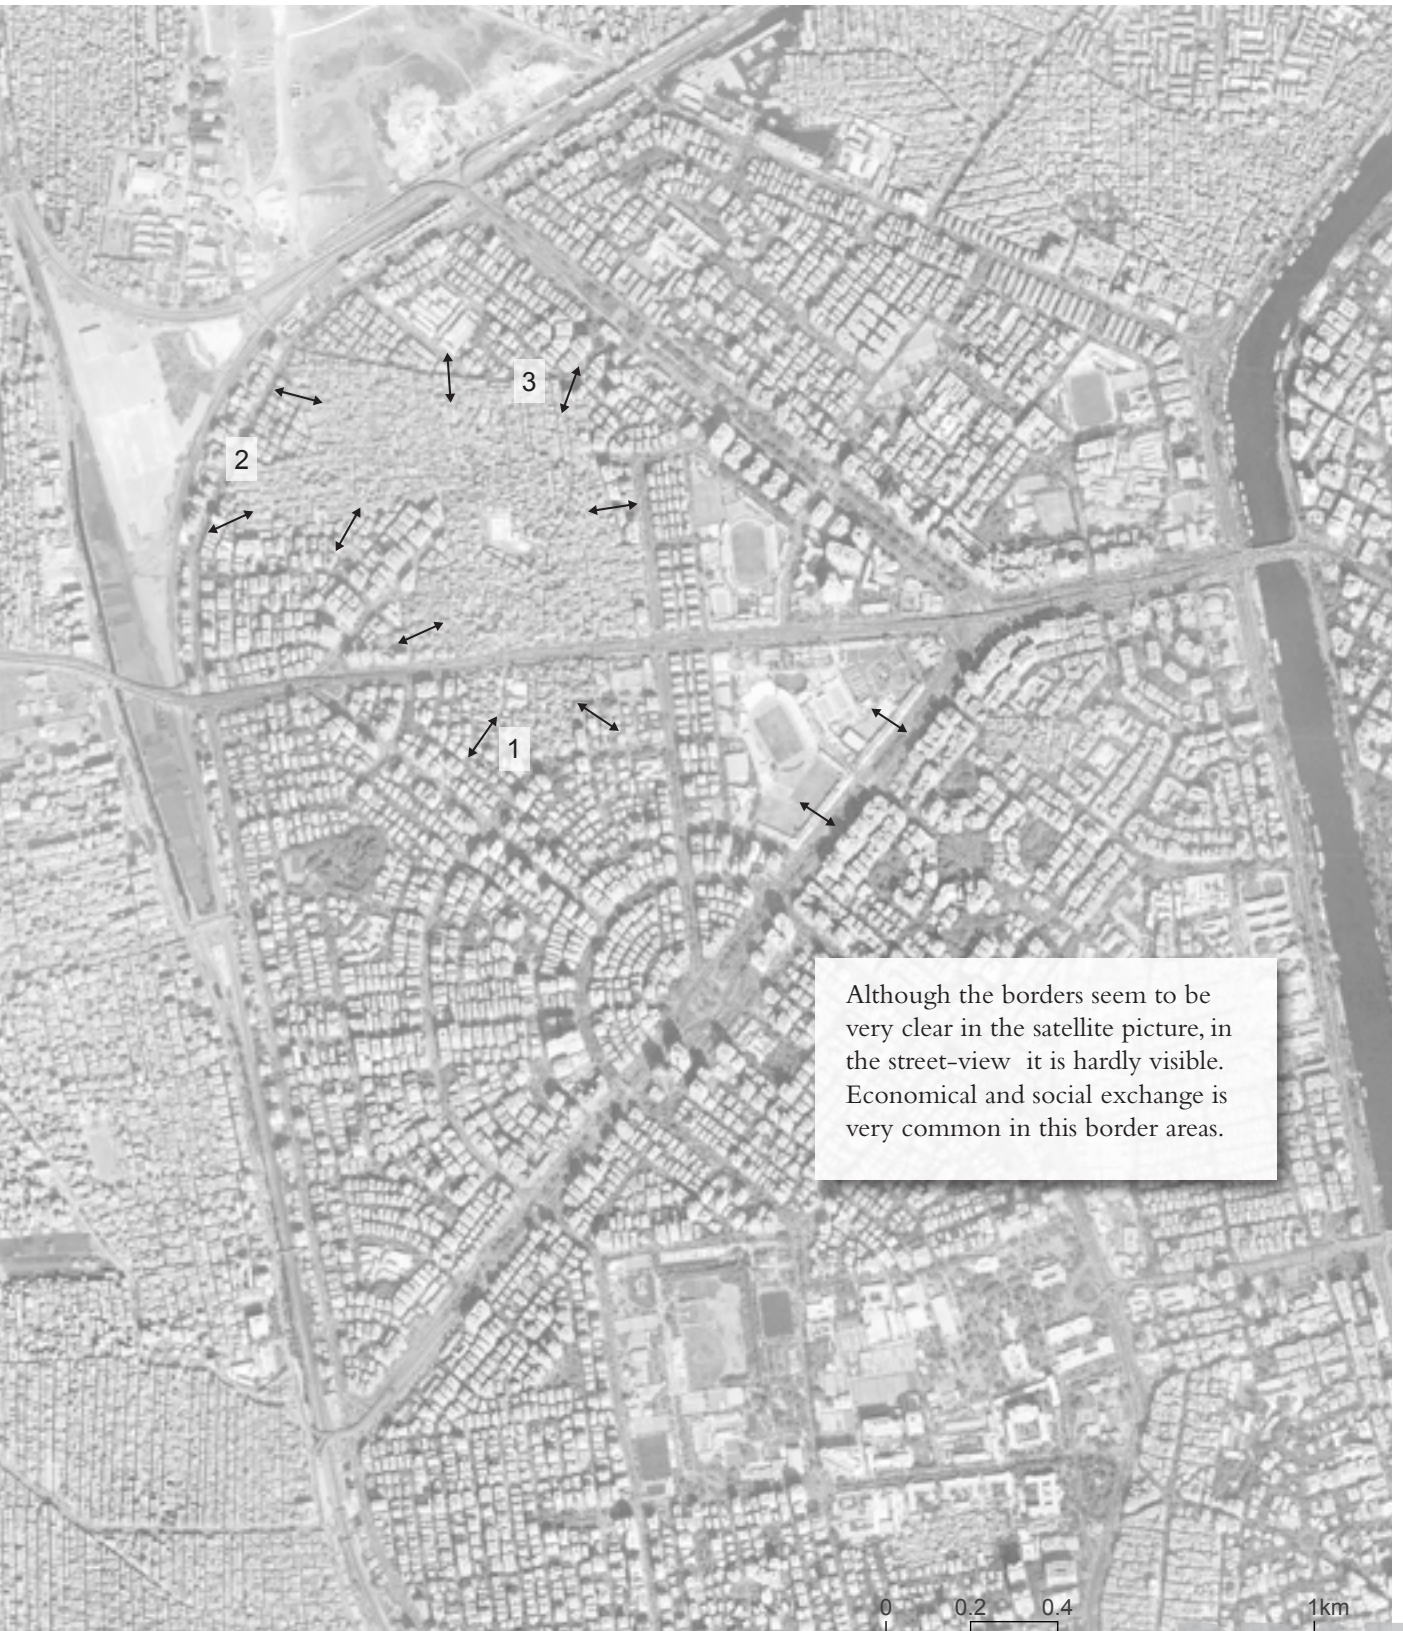 3
2
1
Although the borders seem to be
very clear in the satellite picture, in
the street-view  it is hardly visible.
Economical and social exchange is
very common in this border areas.
0 0.2 0.4 1km